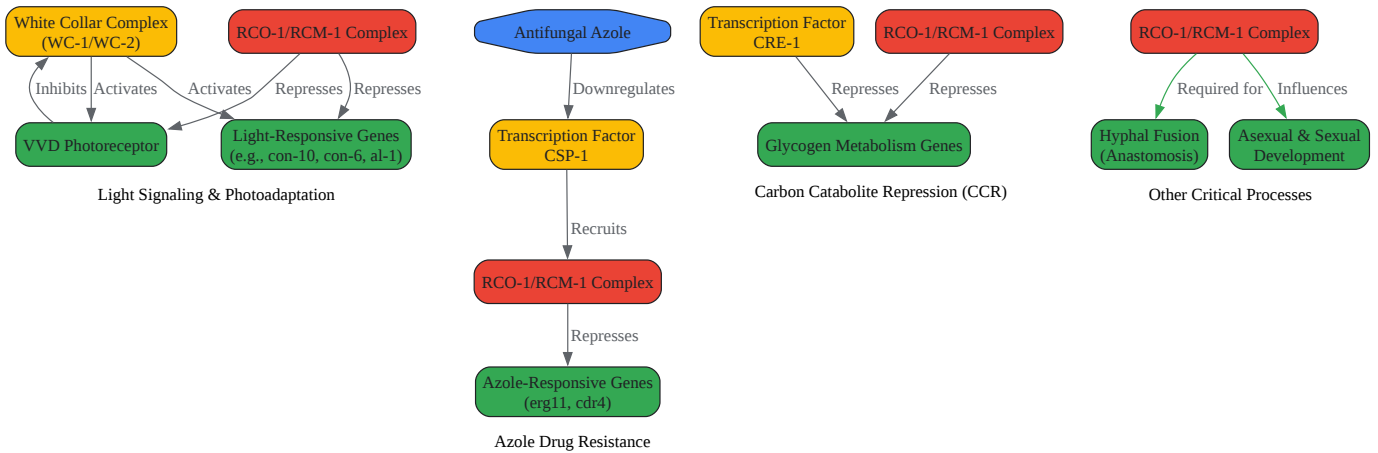 White Collar Complex
(WC-1/WC-2)
RCO-1/RCM-1 Complex
Inhibits
Activates
Activates
Represses
Represses
VVD Photoreceptor
Light-Responsive Genes
(e.g., con-10, con-6, al-1)
Light Signaling & Photoadaptation
Antifungal Azole
Downregulates
Transcription Factor
CSP-1
Recruits
RCO-1/RCM-1 Complex
Represses
Azole-Responsive Genes
(erg11, cdr4)
Azole Drug Resistance
Transcription Factor
CRE-1
RCO-1/RCM-1 Complex
Represses
Represses
Glycogen Metabolism Genes
Carbon Catabolite Repression (CCR)
RCO-1/RCM-1 Complex
Required for
Influences
Hyphal Fusion
(Anastomosis)
Asexual & Sexual
Development
Other Critical Processes